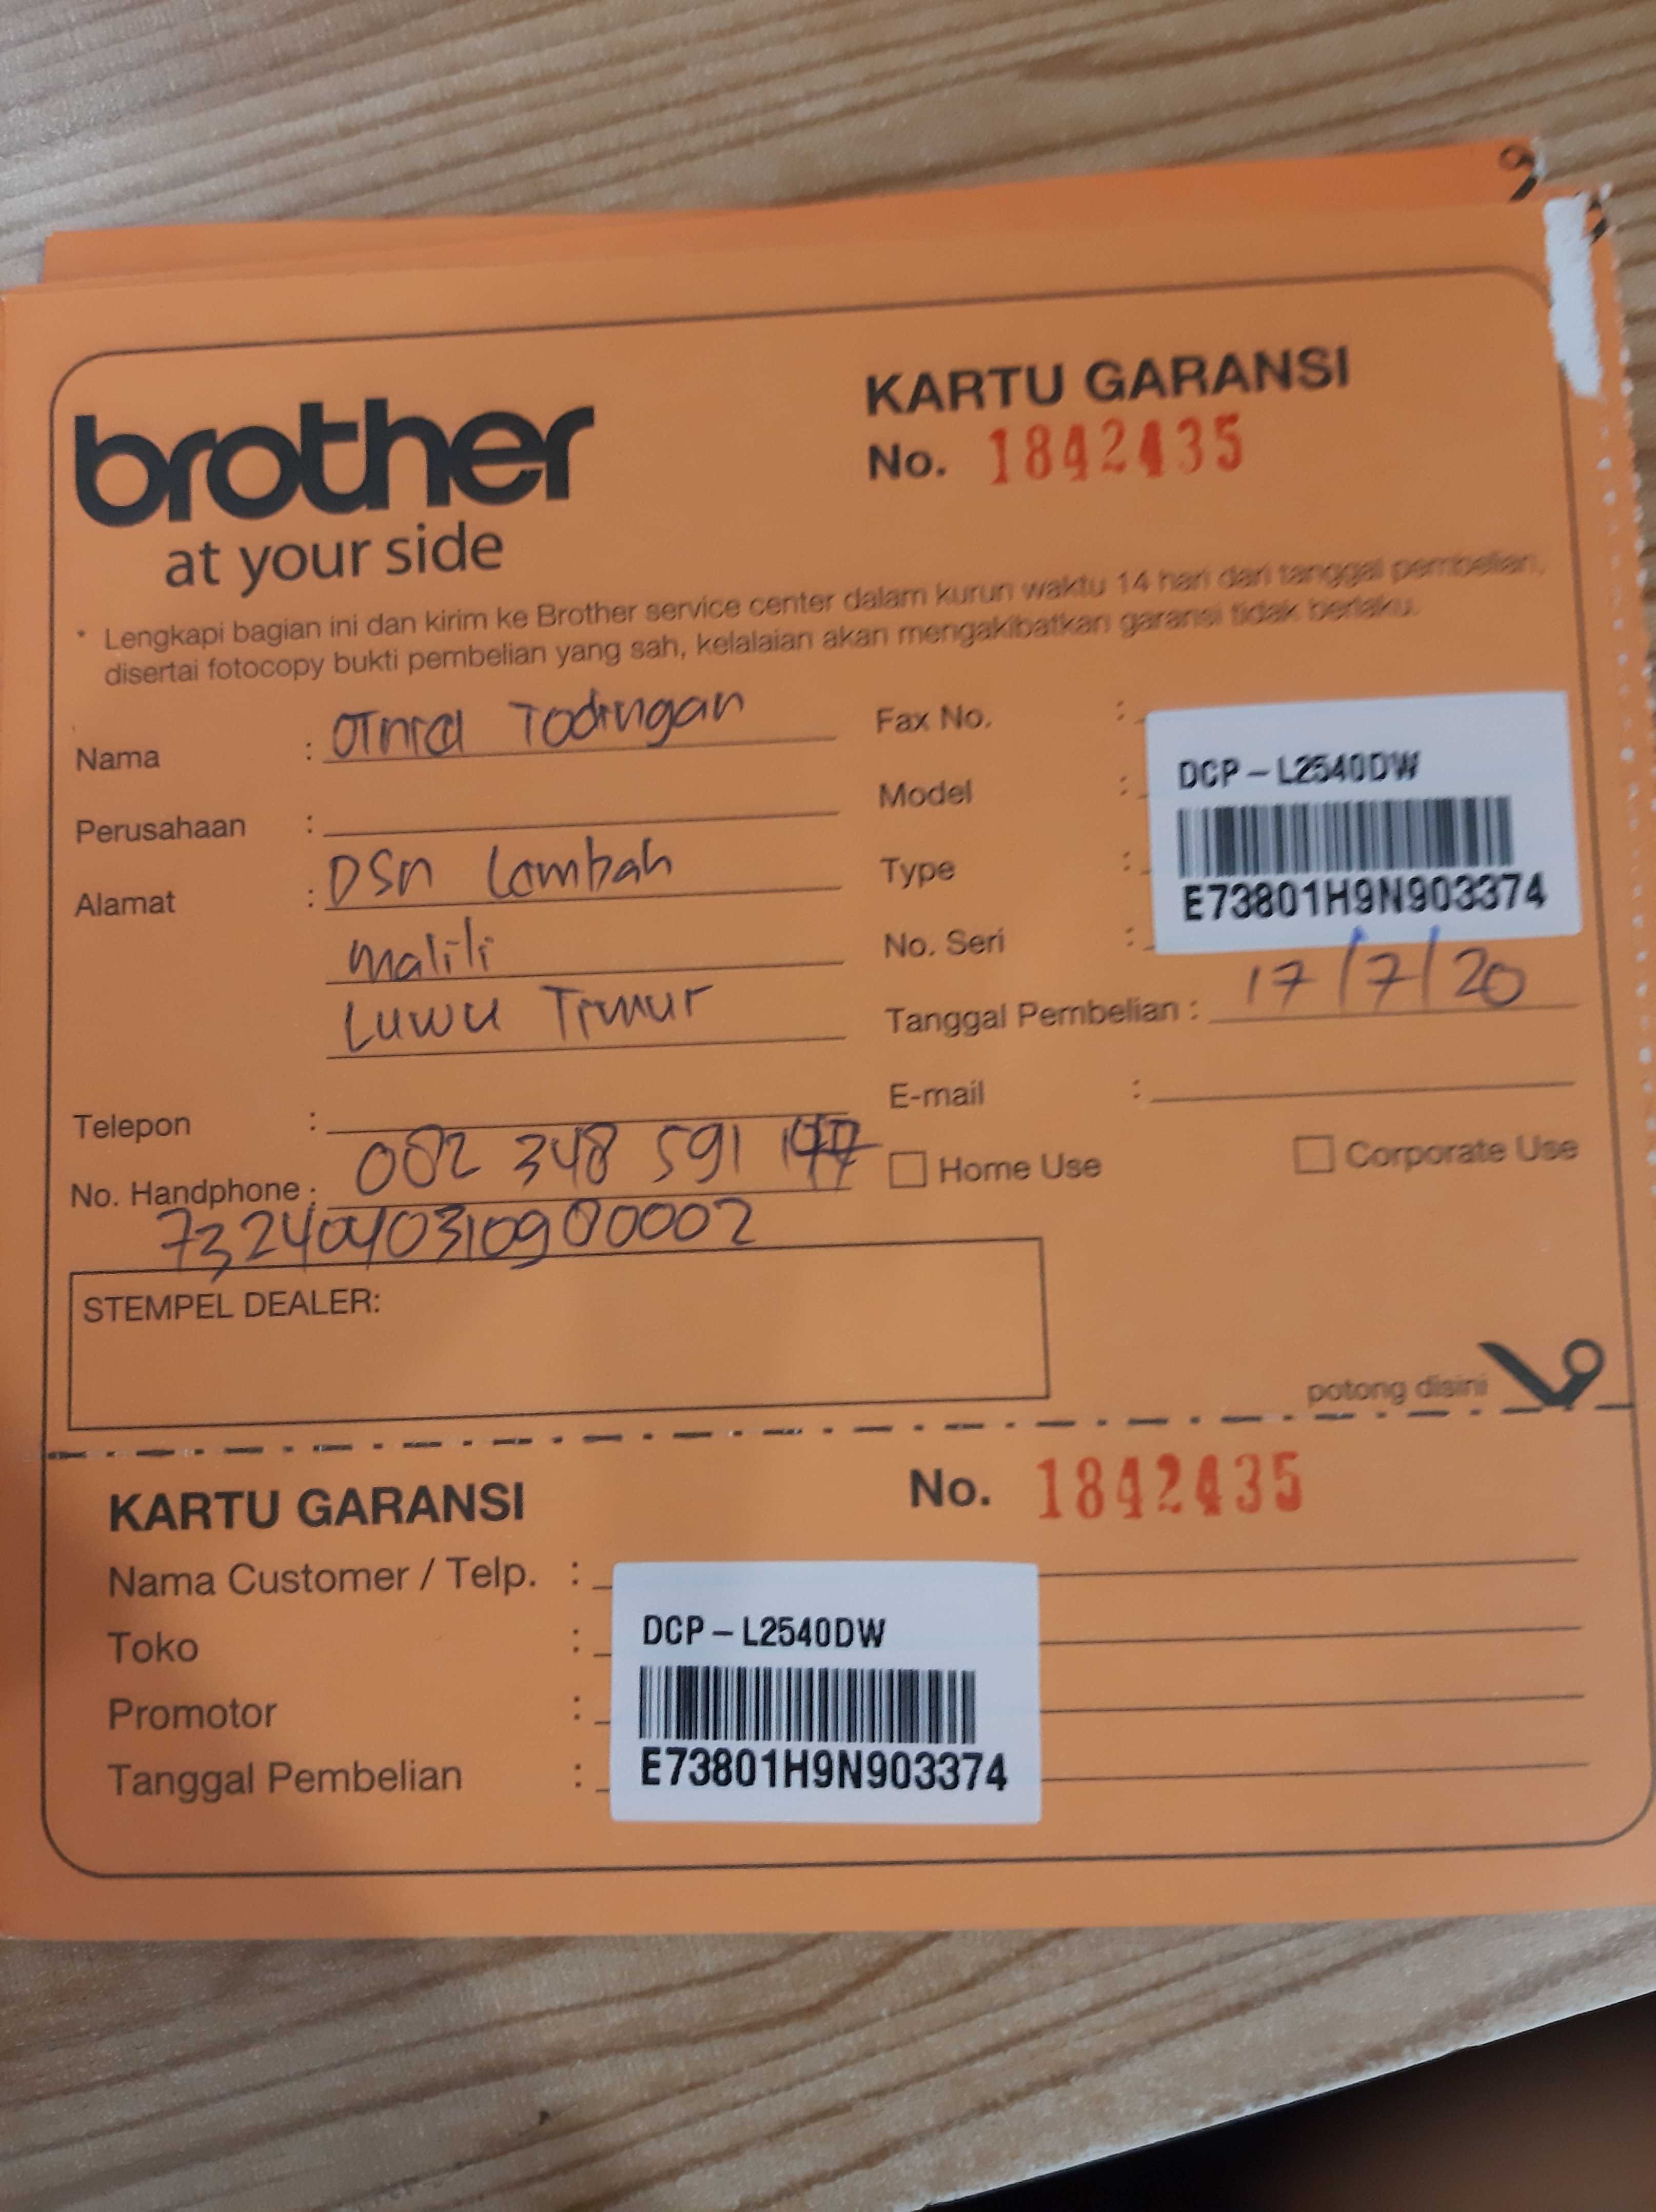 brother
at your side
KARTU GARANSI
No. 1842435
* Lengkapi bagian ini dan kirim ke Brother service center dalam kurun waktu 14 hari dari tanggal pembelian,
disertai fotocopy bukti pembelian yang sah, kelalaian akan mengakibatkan garansi tidak berlaku.
Nama : Todingan
Perusahaan :
Alamat : DSN Lembah
Malili
Luwu Timur
Telepon :
No. Handphone : 082 348 591
STEMPEL DEALER:
Fax No. :
Model :
Type :
No. Seri :
DCP-L2540DW
E73801H9N903374
Tanggal Pembelian : 17/7/20
E-mail :
Home Use
Corporate Use
potong disini
KARTU GARANSI
No. 1842435
Nama Customer / Telp. :
Toko :
Promotor :
Tanggal Pembelian :
DCP-L2540DW
E73801H9N903374